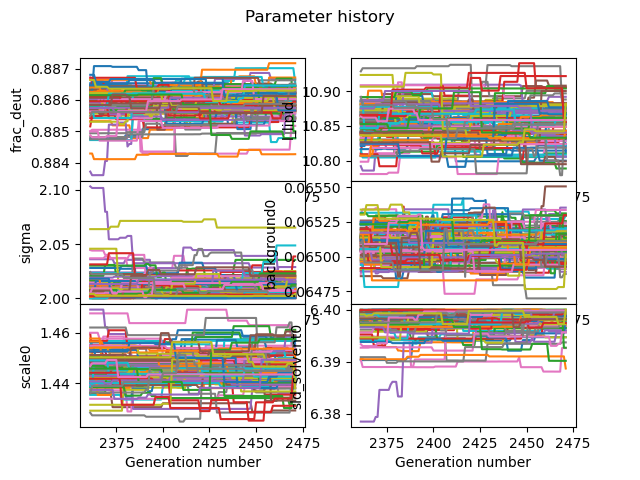 Parameter history
0.887
0.886
0.885
0.884
frac_deut
10.90
10.85
10.80
l_lipid
2.10
2.05
2.00
sigma
75
0.06550
0.06525
0.06500
0.06475
background0
75
1.46
1.44
scale0
75
6.40
6.39
6.38
sld_solvent0
75
2375 2400 2425 2450 2475
Generation number
2375 2400 2425 2450 2475
Generation number